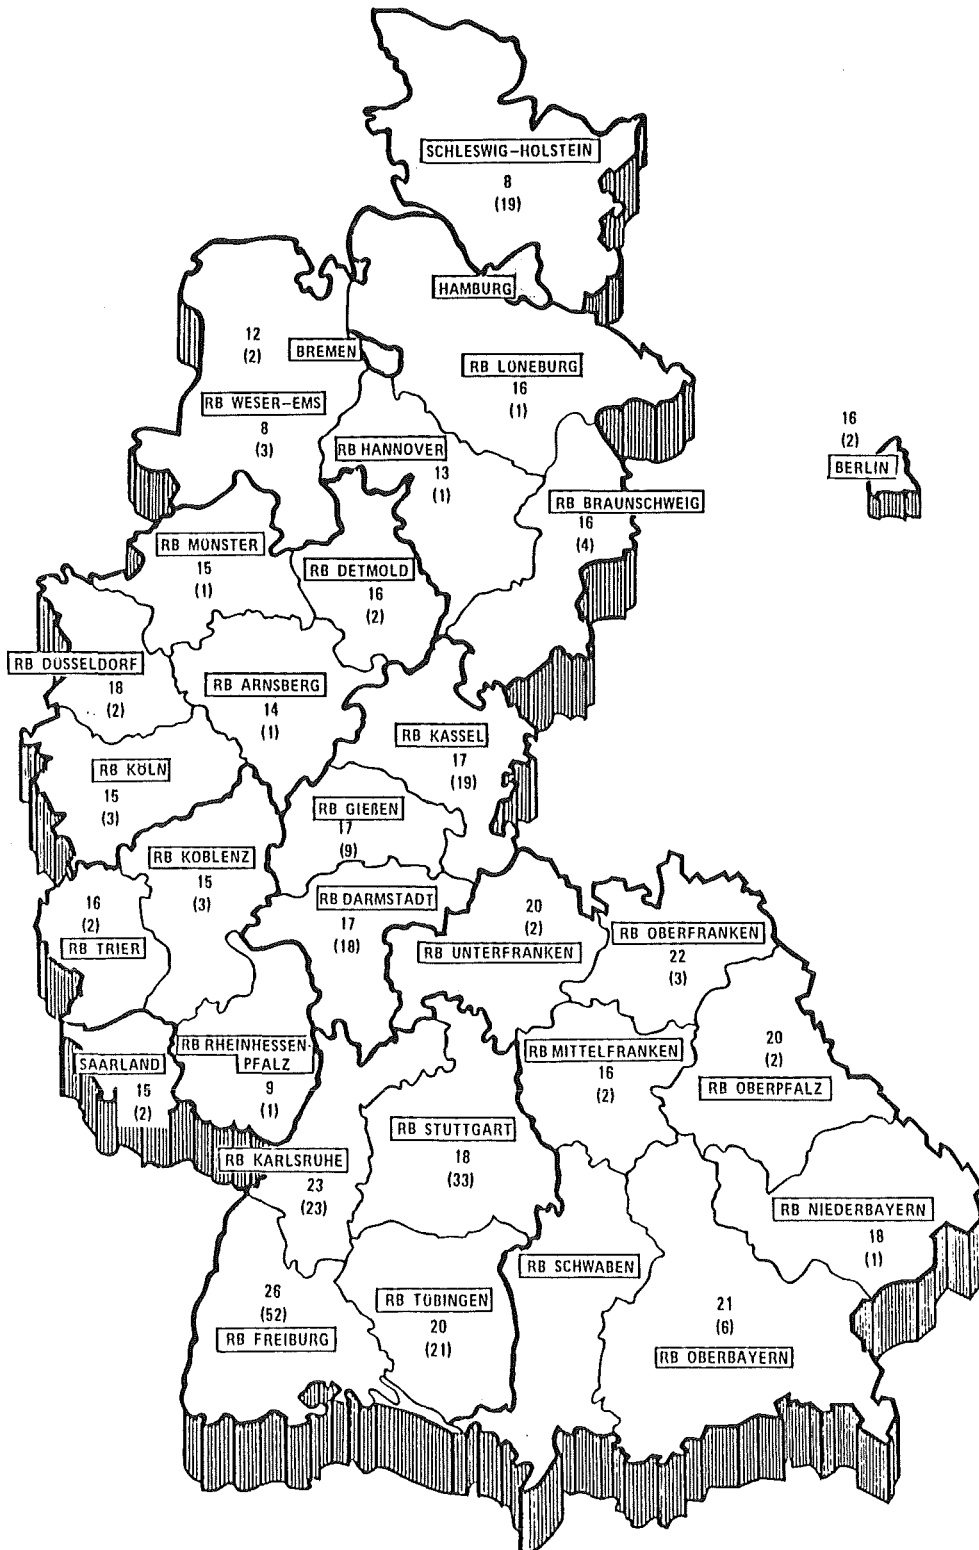 SCHLESWIG-HOLSTEIN
8
(19)
HAMBURG
12
(2)
BREMEN
RB LÜNEBURG
16
(1)
RB WESER-EMS
8
(3)
RB HANNOVER
13
(1)
16
(2)
BERLIN
RB BRAUNSCHWEIG
16
(4)
RB MÜNSTER
15
(1)
RB DETMOLD
16
(2)
RB DÜSSELDORF
18
(2)
RB ARNSBERG
14
(1)
RB KASSEL
17
(19)
RB KÖLN
15
(3)
RB GIEßEN
17
(9)
RB KOBLENZ
15
(3)
RB DARMSTADT
17
(18)
16
(2)
RB TRIER
20
(2)
RB UNTERFRANKEN
RB OBERFRANKEN
22
(3)
RB RHEINHESSEN
PFALZ
9
(1)
SAARLAND
15
(2)
RB MITTELFRANKEN
16
(2)
20
(2)
RB OBERPFALZ
RB STUTTGART
18
(33)
RB KARLSRUHE
23
(23)
RB NIEDERBAYERN
18
(1)
RB SCHWABEN
26
(52)
RB FREIBURG
RB TÜBINGEN
20
(21)
21
(6)
RB OBERBAYERN